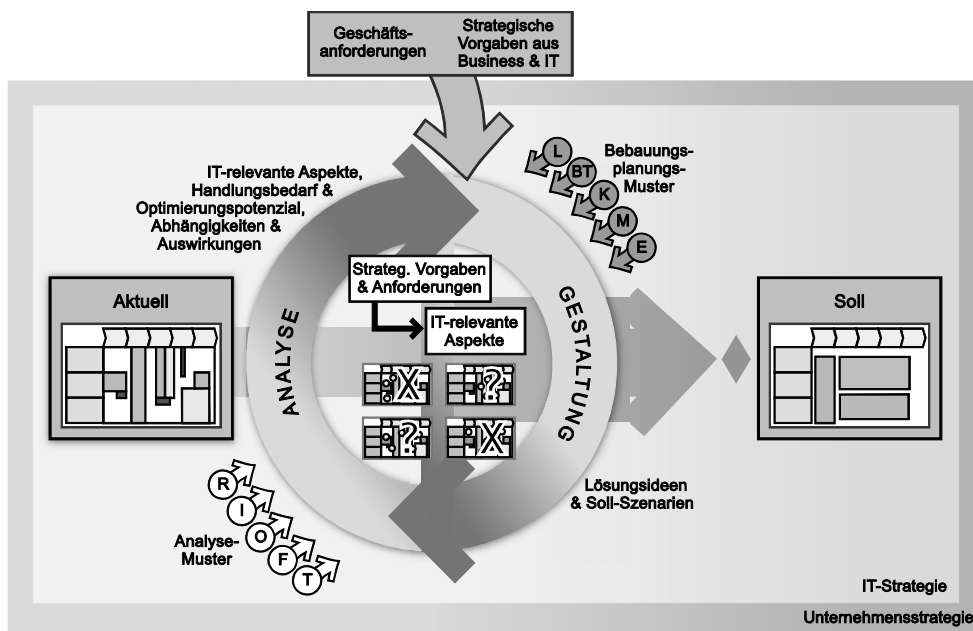 Geschäfts-
anforderungen
Strategische
Vorgaben aus
Business & IT
IT-relevante Aspekte,
Handlungsbedarf &
Optimierungspotenzial,
Abhängigkeiten &
Auswirkungen
L
BT
K
M
E
Bebauungs-
planungs-
Muster
Aktuell
ANALYSE
Strateg. Vorgaben
& Anforderungen
IT-relevante
Aspekte
X
?
?
X
GESTALTUNG
Soll
Lösungsideen
& Soll-Szenarien
R
I
O
F
T
Analyse-
Muster
IT-Strategie
Unternehmensstrategie